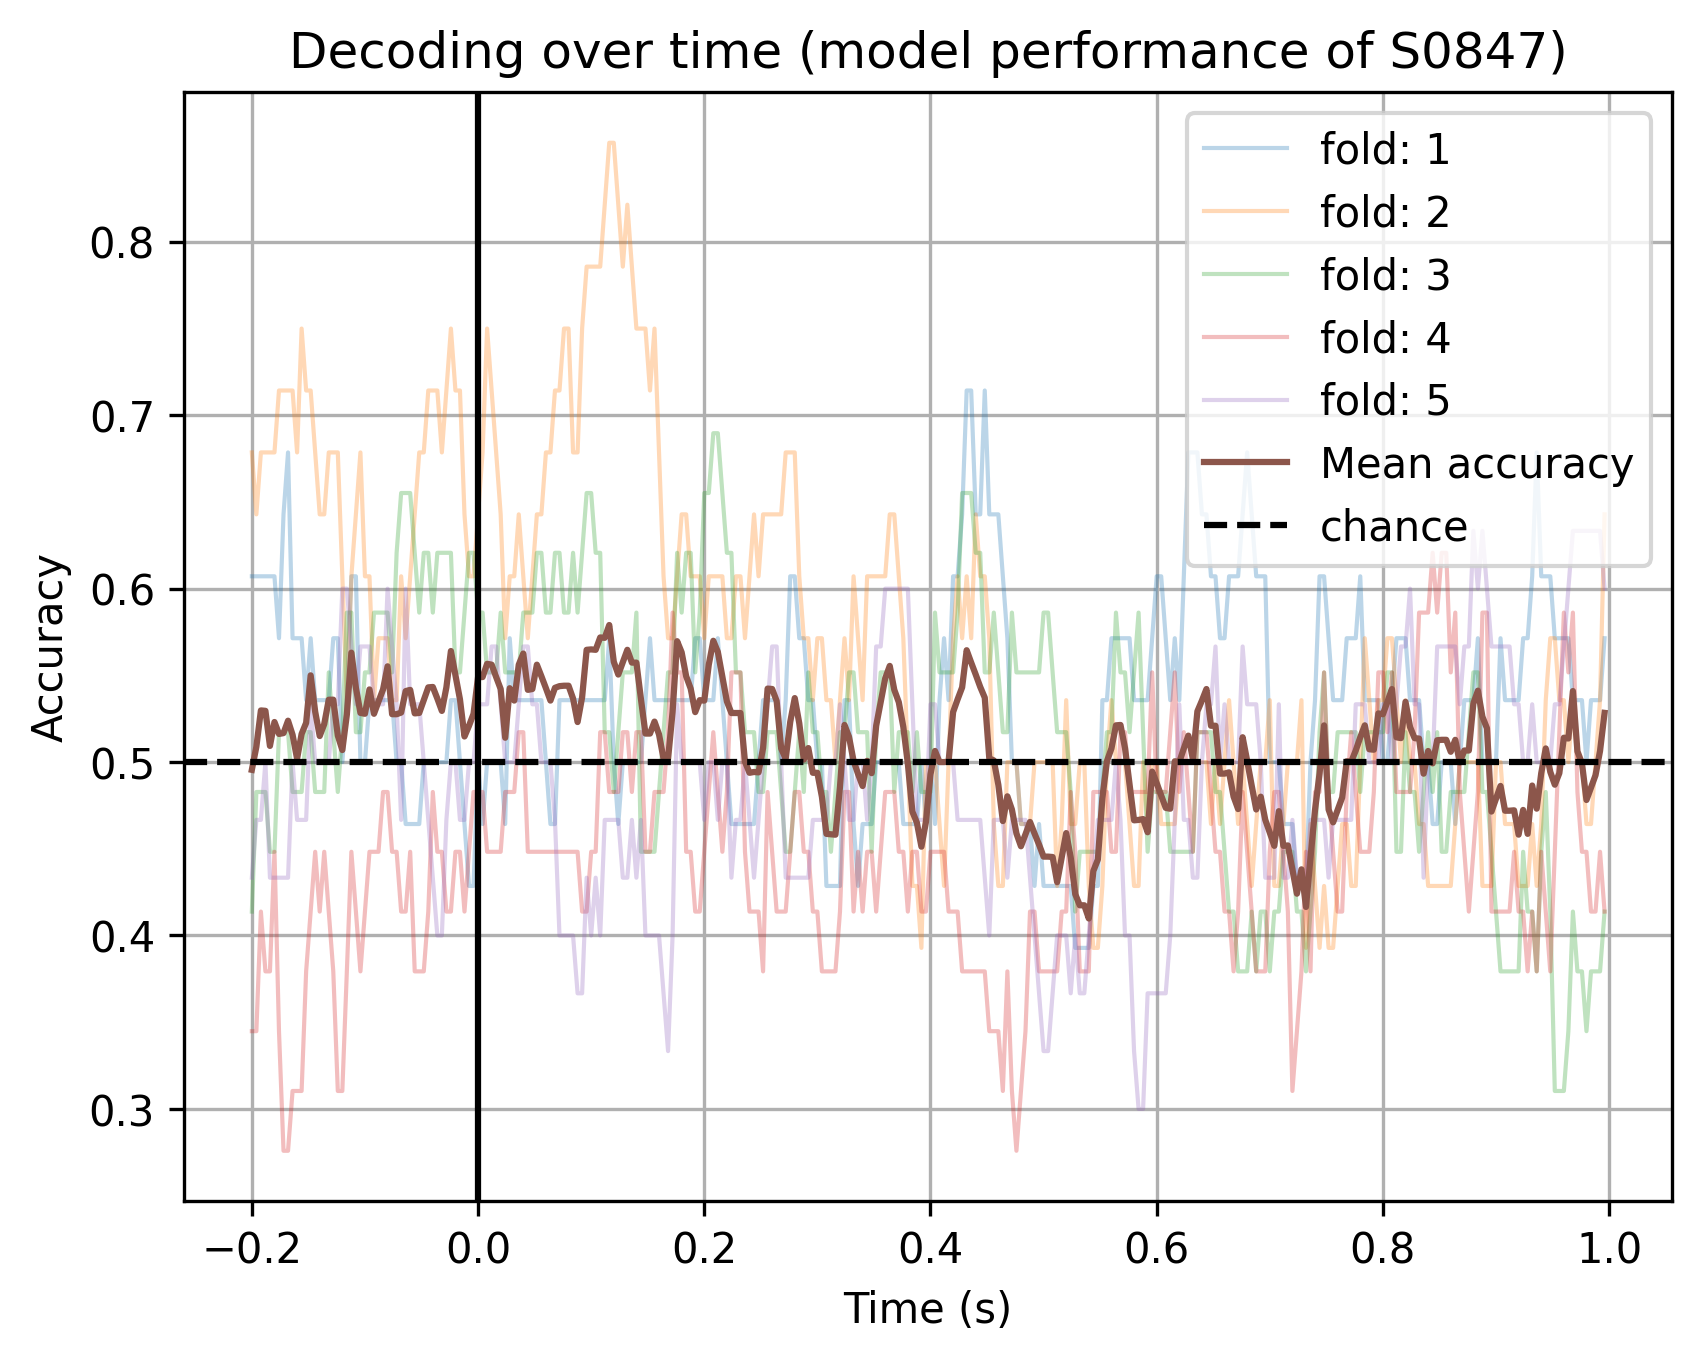 Decoding over time (model performance of S0847)
fold: 1
fold: 2
fold: 3
fold: 4
fold: 5
Mean accuracy
chance
Accuracy
0.8
0.7
0.6
0.5
0.4
0.3
−0.2 0.0 0.2 0.4 0.6 0.8 1.0
Time (s)